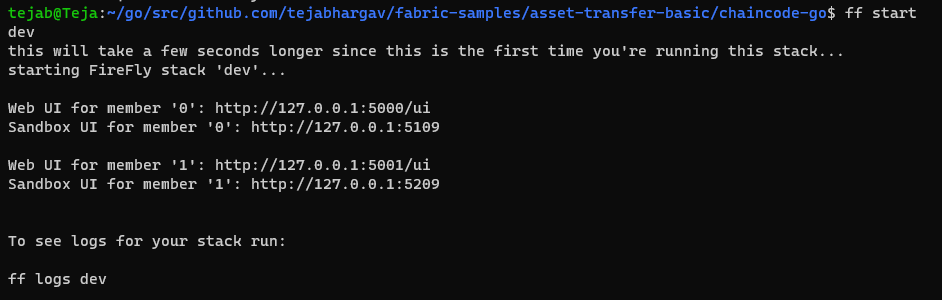 tejab@Teja:~/go/src/github.com/tejabhargav/fabric-samples/asset-transfer-basic/chaincode-go$ ff start
dev
this will take a few seconds longer since this is the first time you're running this stack...
starting FireFly stack 'dev'...
Web UI for member '0': http://127.0.0.1:5000/ui
Sandbox UI for member '0': http://127.0.0.1:5109
Web UI for member '1': http://127.0.0.1:5001/ui
Sandbox UI for member '1': http://127.0.0.1:5209
To see logs for your stack run:
ff logs dev